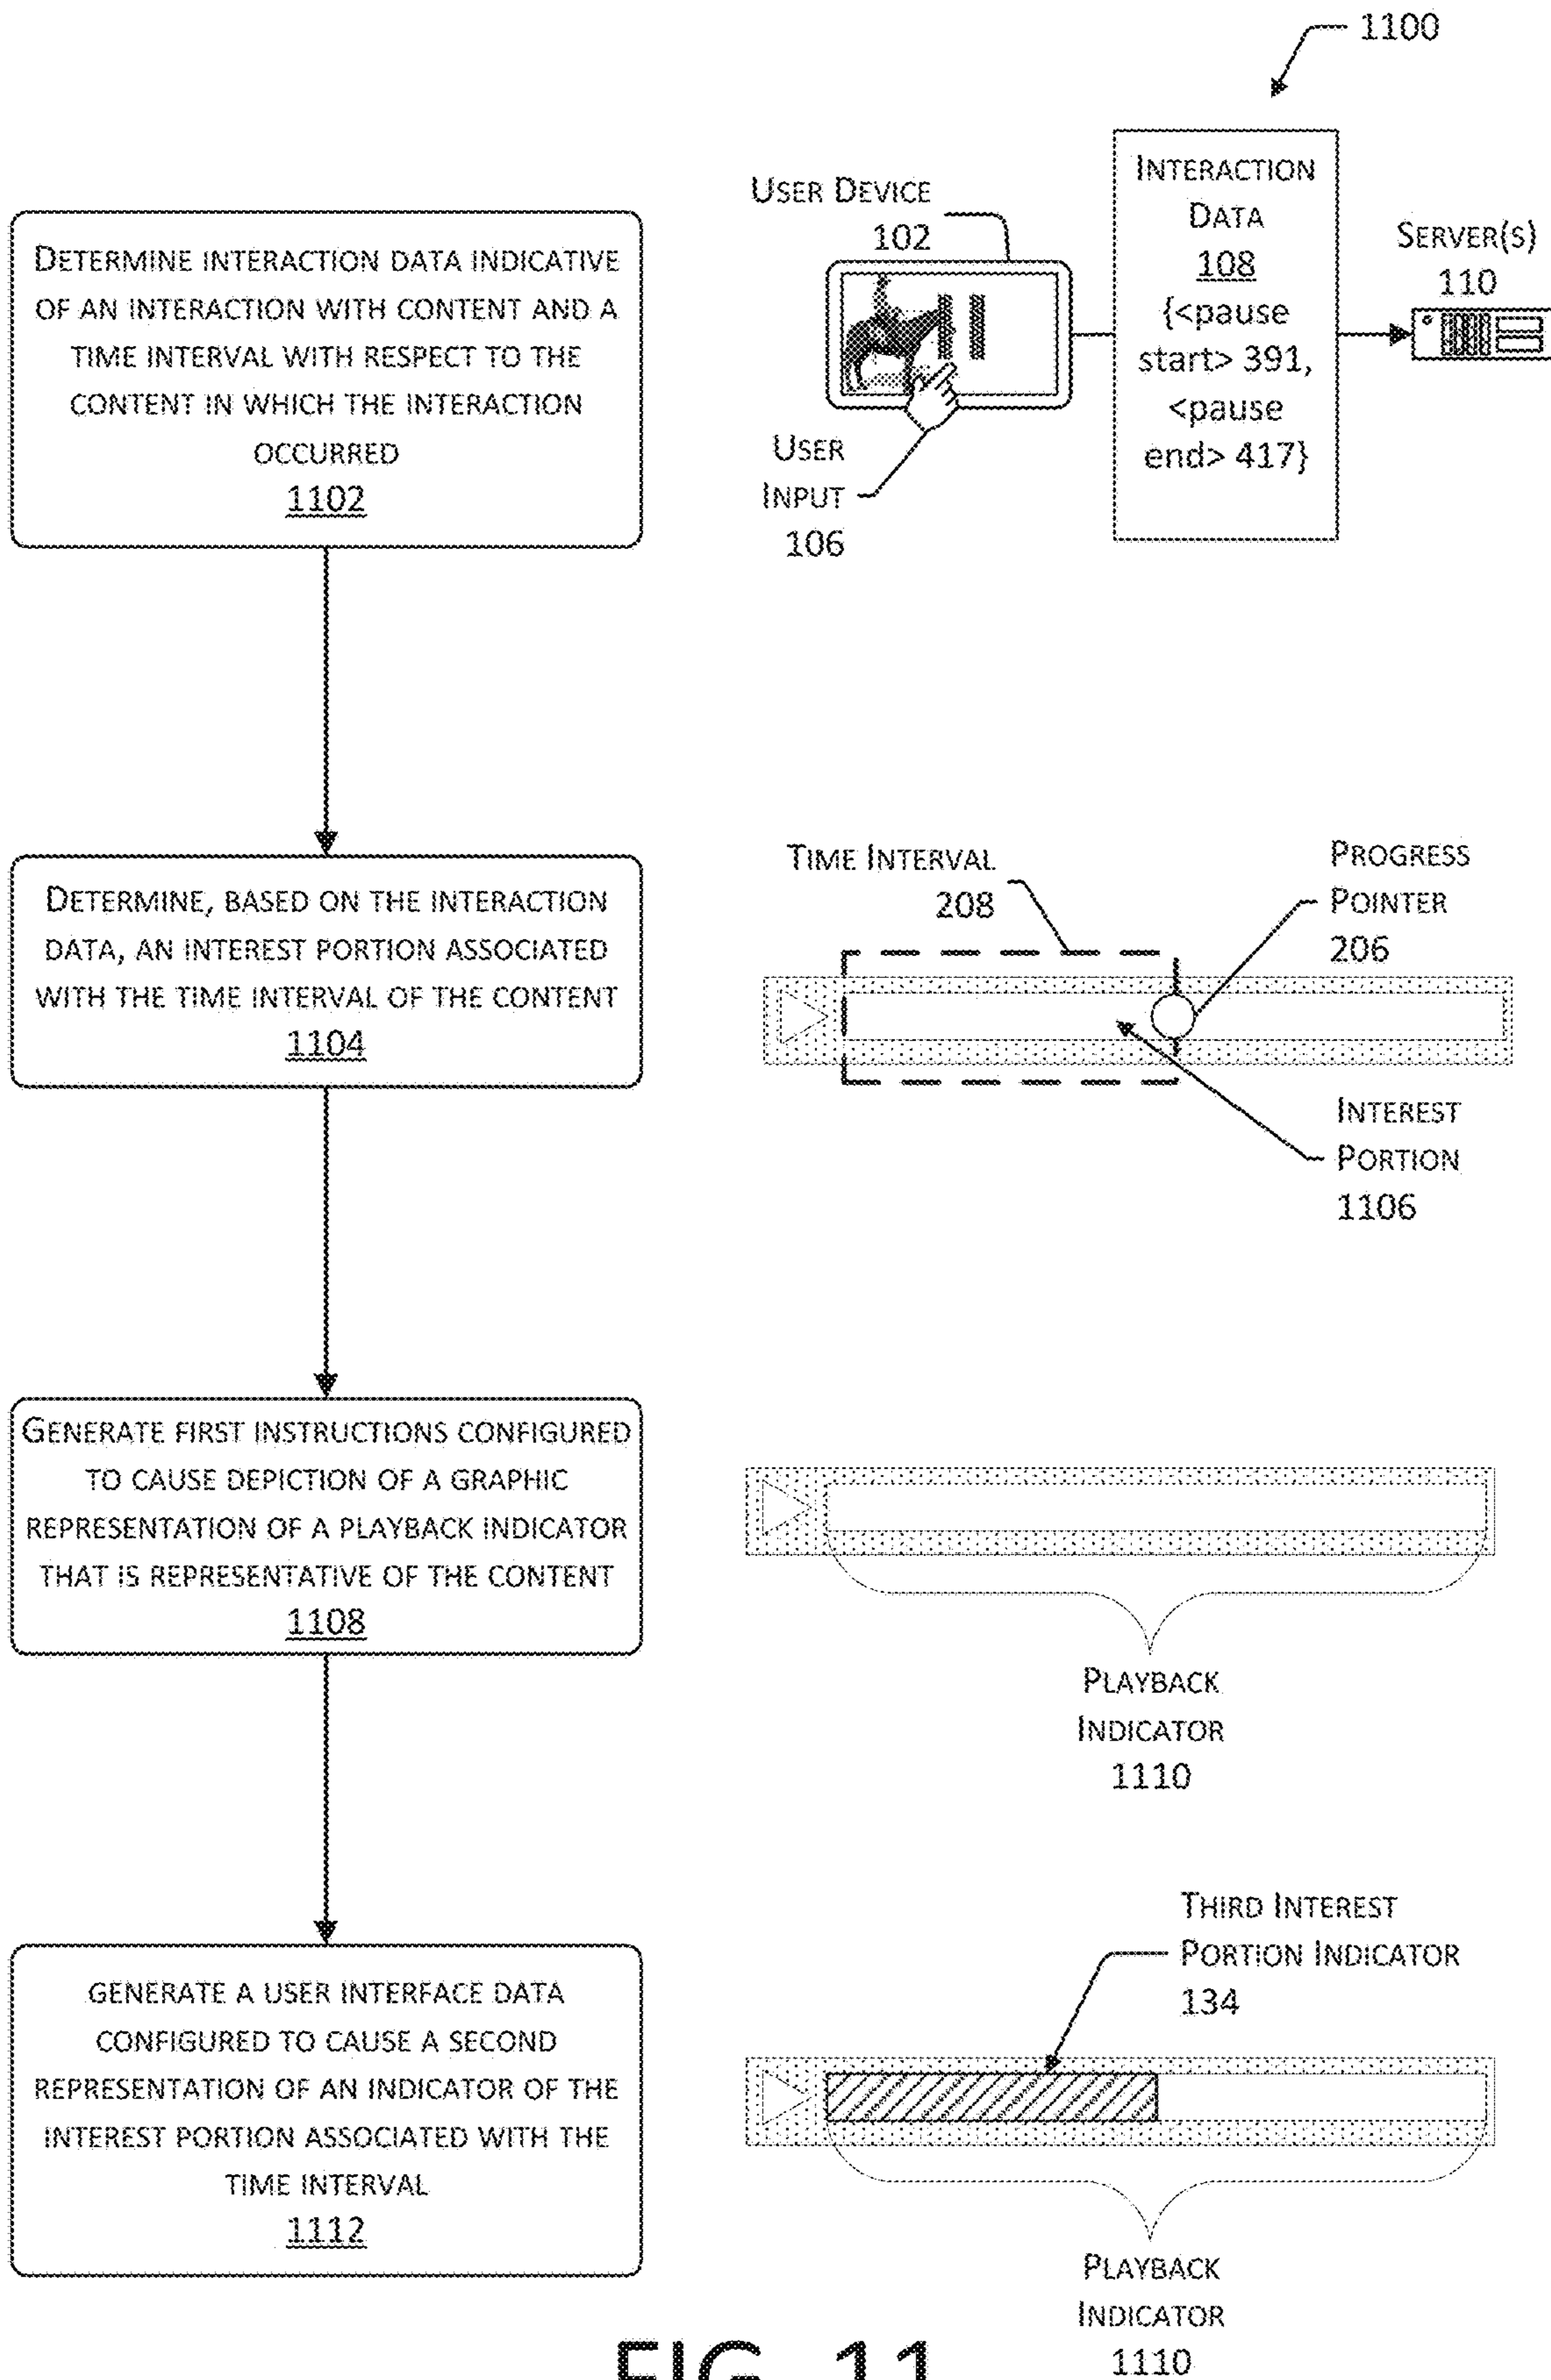 1100
DETERMINE INTERACTION DATA INDICATIVE
OF AN INTERACTION WITH CONTENT AND A
TIME INTERVAL WITH RESPECT TO THE
CONTENT IN WHICH THE INTERACTION
OCCURRED
1102
USER DEVICE
102
USER
INPUT
106
INTERACTION
DATA
108
{<pause
start> 391,
<pause
end> 417}
SERVER(S)
110
DETERMINE, BASED ON THE INTERACTION
DATA, AN INTEREST PORTION ASSOCIATED
WITH THE TIME INTERVAL OF THE CONTENT
1104
TIME INTERVAL
208
PROGRESS
POINTER
206
INTEREST
PORTION
1106
GENERATE FIRST INSTRUCTIONS CONFIGURED
TO CAUSE DEPICTION OF A GRAPHIC
REPRESENTATION OF A PLAYBACK INDICATOR
THAT IS REPRESENTATIVE OF THE CONTENT
1108
PLAYBACK
INDICATOR
1110
GENERATE A USER INTERFACE DATA
CONFIGURED TO CAUSE A SECOND
REPRESENTATION OF AN INDICATOR OF THE
INTEREST PORTION ASSOCIATED WITH THE
TIME INTERVAL
1112
THIRD INTEREST
PORTION INDICATOR
134
PLAYBACK
INDICATOR
1110
FIG. 11